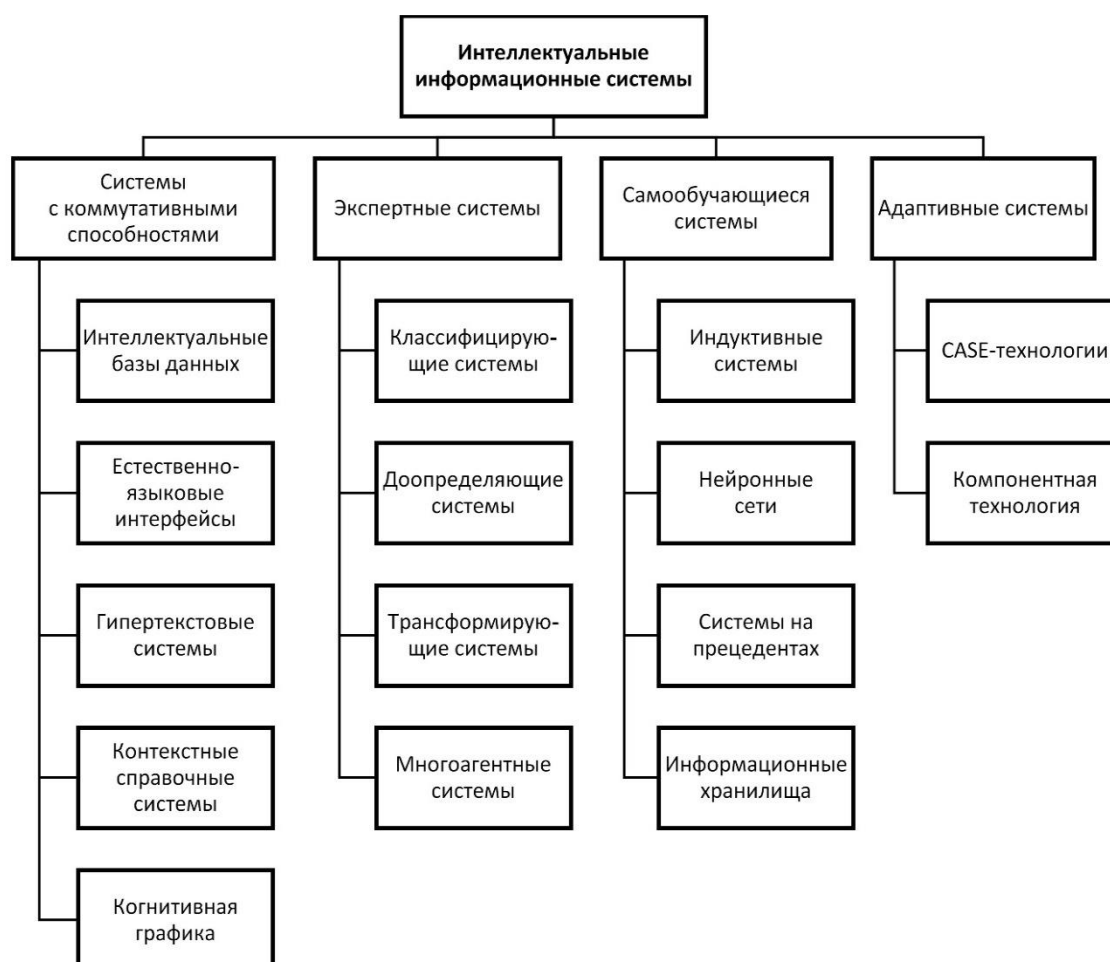 Интеллектуальные
информационные системы
Системы
с коммутативными
способностями
Экспертные системы
Самообучающиеся
системы
Адаптивные системы
Интеллектуальные
базы данных
Классифицирую-
щие системы
Индуктивные
системы
CASE-технологии
Естественно-
языковые
интерфейсы
Доопределяющие
системы
Нейронные
сети
Компонентная
технология
Гипертекстовые
системы
Трансформирую-
щие системы
Системы на
прецедентах
Контекстные
справочные
системы
Многоагентные
системы
Информационные
хранилища
Когнитивная
графика